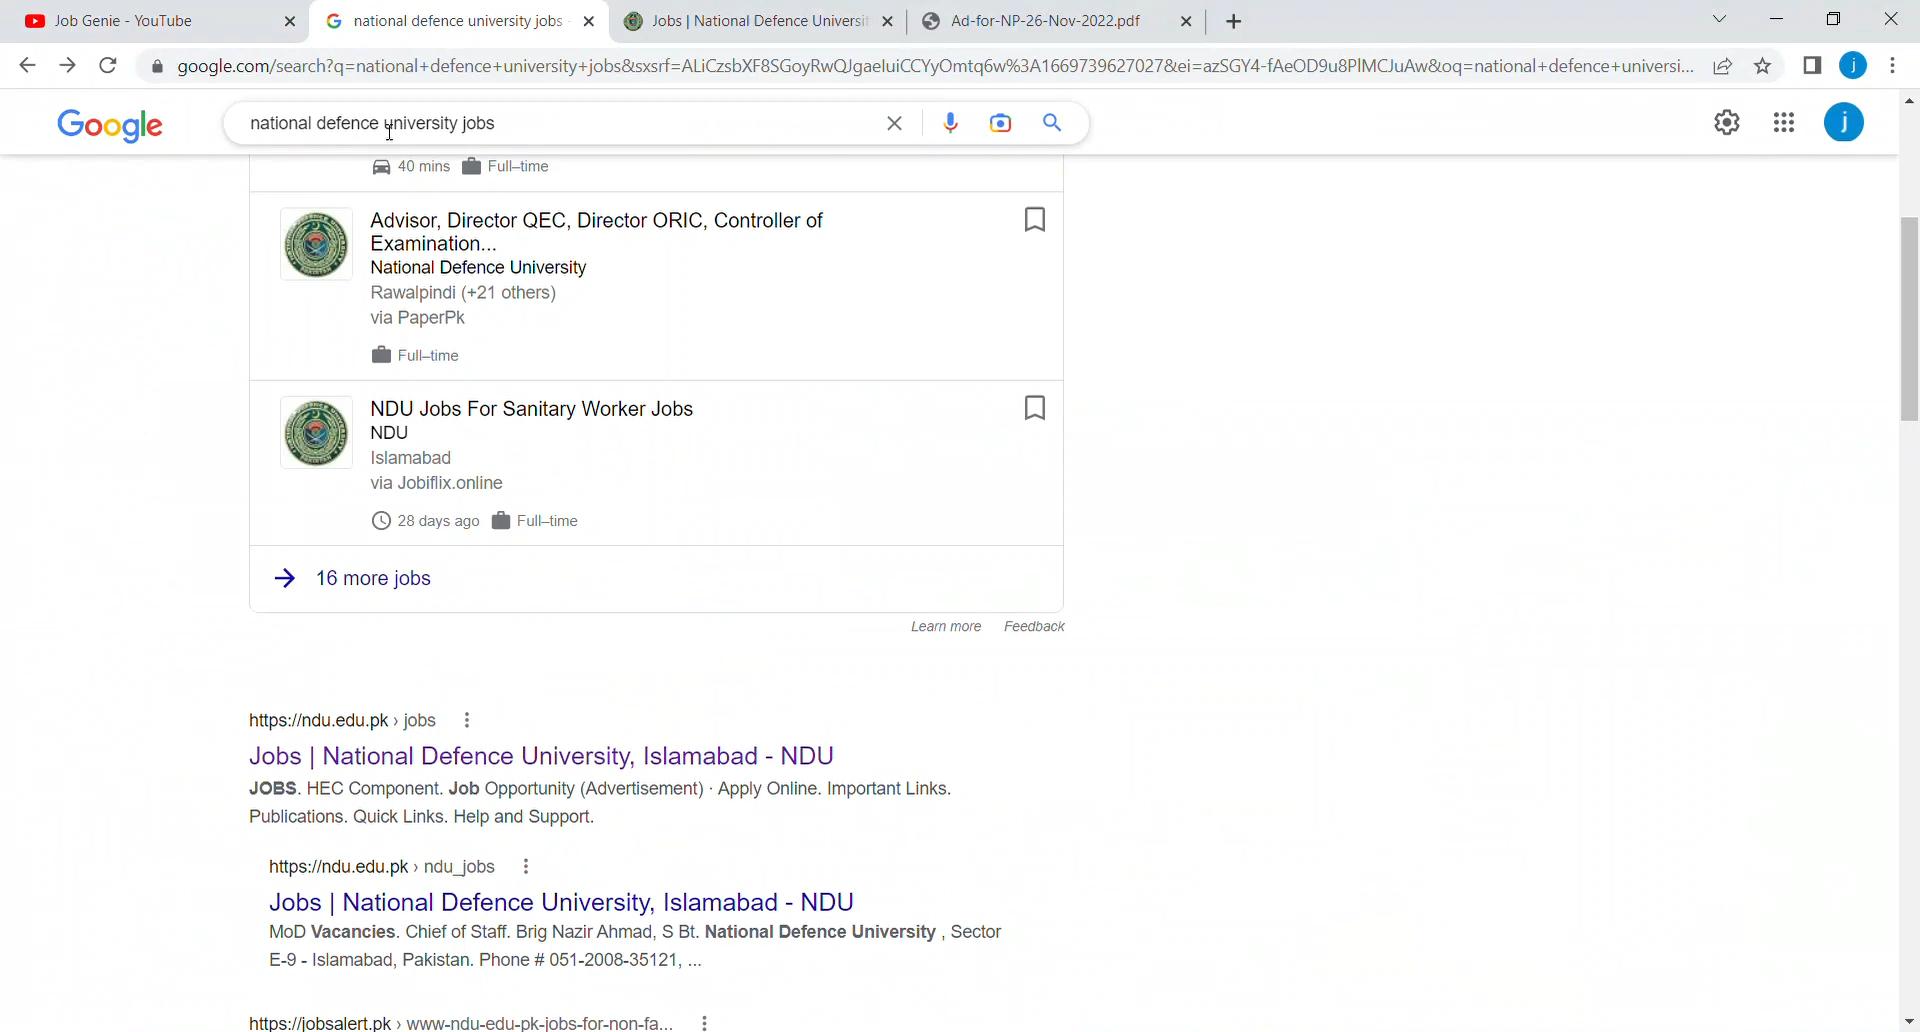 Job Genie - YouTube
national defence university jobs
Jobs | National Defence Universit
Ad-for-NP-26-Nov-2022.pdf
google.com/search?q=national+defence+university+jobs&sxsrf=ALiCzsbXF8SGoyRwQJgaeluiCCYyOmtq6w%3A1669739627027&ei=azSGY4-fAeOD9u8PlMCJuAw&oq=national+defence+universi...
j
Google
national defence university jobs
j
40 mins Full–time
Advisor, Director QEC, Director ORIC, Controller of
Examination...
National Defence University
Rawalpindi (+21 others)
via PaperPk
Full–time
NDU Jobs For Sanitary Worker Jobs
NDU
Islamabad
via Jobiflix.online
28 days ago Full–time
16 more jobs
Learn more Feedback
https://ndu.edu.pk › jobs
Jobs | National Defence University, Islamabad - NDU
JOBS. HEC Component. Job Opportunity (Advertisement) · Apply Online. Important Links.
Publications. Quick Links. Help and Support.
https://ndu.edu.pk › ndu_jobs
Jobs | National Defence University, Islamabad - NDU
MoD Vacancies. Chief of Staff. Brig Nazir Ahmad, S Bt. National Defence University , Sector
E-9 - Islamabad, Pakistan. Phone # 051-2008-35121, ...
https://jobsalert.pk › www-ndu-edu-pk-jobs-for-non-fa...